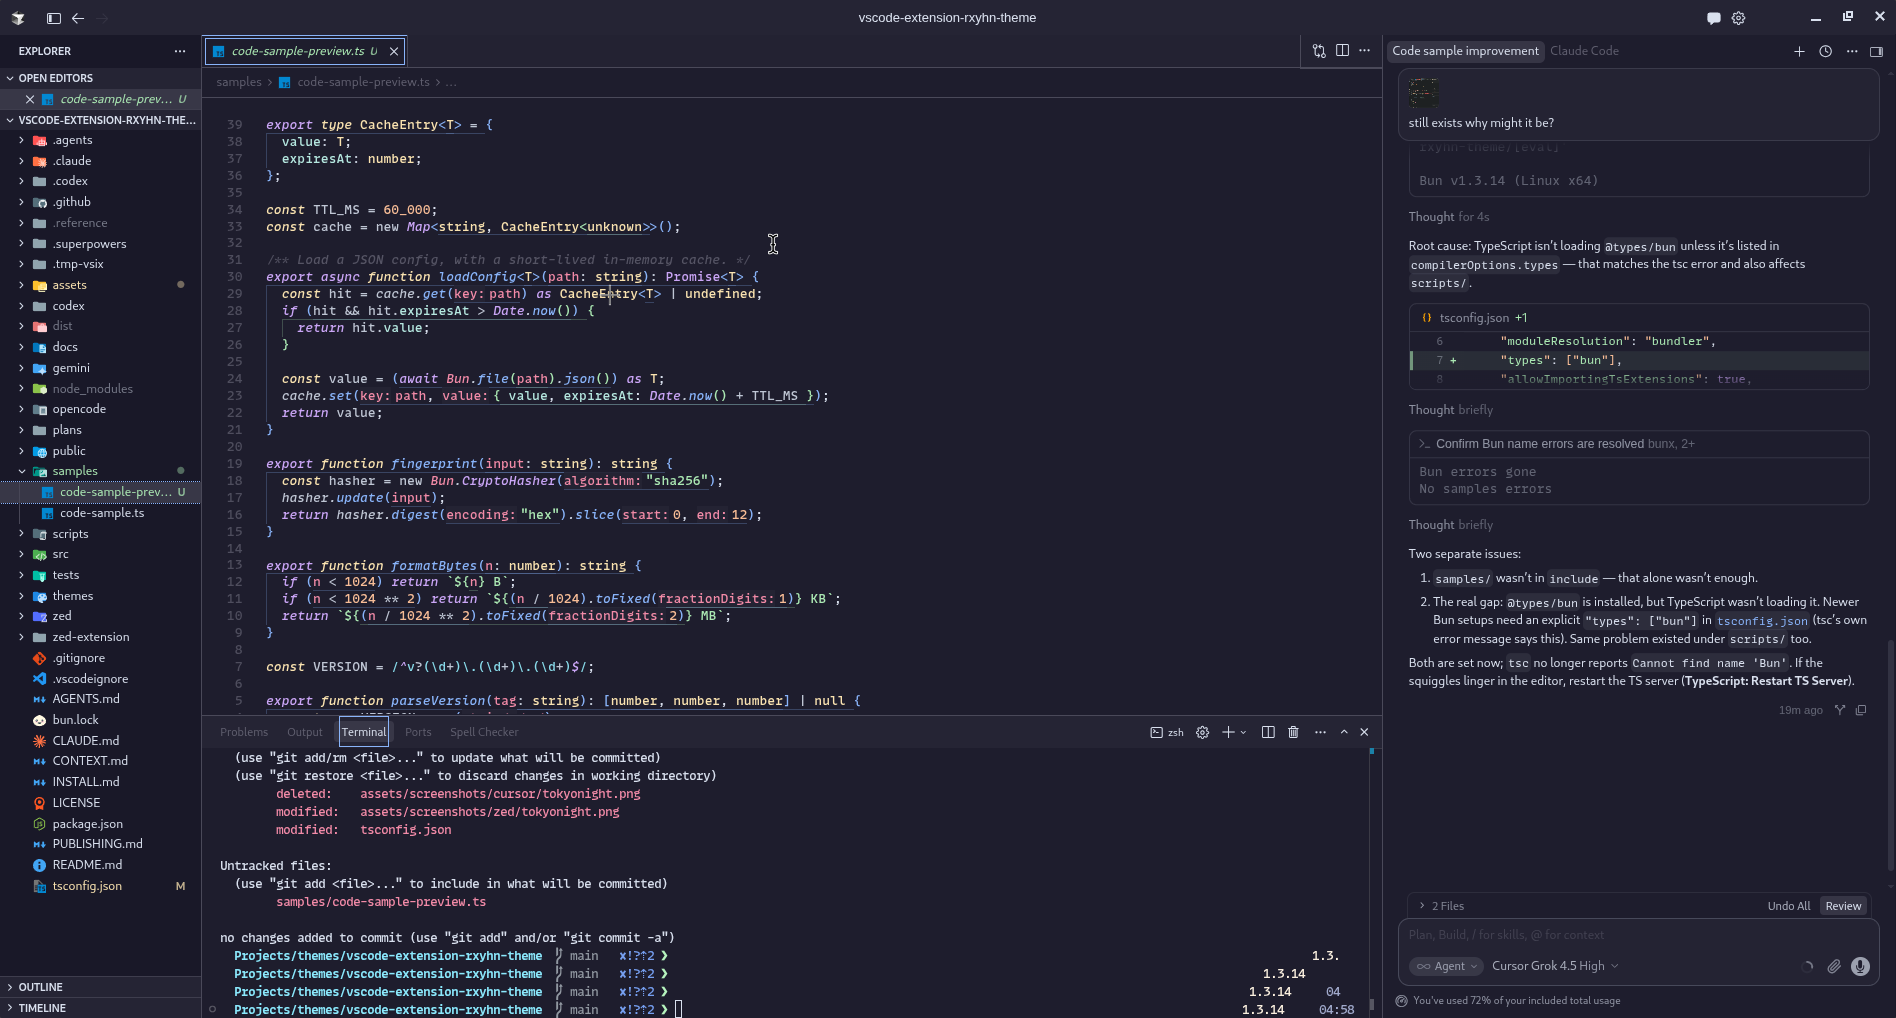 vscode-extension-rxyhn-theme
EXPLORER
OPEN EDITORS
code-sample-prev... U
VSCODE-EXTENSION-RXYHN-THE...
.agents
.claude
.codex
.github
.reference
.superpowers
.tmp-vsix
assets
codex
dist
docs
gemini
node_modules
opencode
plans
public
samples
code-sample-prev... U
code-sample.ts
scripts
src
tests
themes
zed
zed-extension
.gitignore
.vscodeignore
AGENTS.md
bun.lock
CLAUDE.md
CONTEXT.md
INSTALL.md
LICENSE
package.json
PUBLISHING.md
README.md
tsconfig.json M
OUTLINE
TIMELINE
code-sample-preview.ts U
samples > code-sample-preview.ts > ...
39 export type CacheEntry<T> = {
38 value: T;
37 expiresAt: number;
36 };
35
34 const TTL_MS = 60_000;
33 const cache = new Map<string, CacheEntry<unknown>>();
32
31 /** Load a JSON config, with a short-lived in-memory cache. */
30 export async function loadConfig<T>(path: string): Promise<T> {
29 const hit = cache.get(key: path) as CacheEntry<T> | undefined;
28 if (hit && hit.expiresAt > Date.now()) {
27 return hit.value;
26 }
25
24 const value = (await Bun.file(path).json()) as T;
23 cache.set(key: path, value: { value, expiresAt: Date.now() + TTL_MS });
22 return value;
21 }
20
19 export function fingerprint(input: string): string {
18 const hasher = new Bun.CryptoHasher(algorithm: "sha256");
17 hasher.update(input);
16 return hasher.digest(encoding: "hex").slice(start: 0, end: 12);
15 }
14
13 export function formatBytes(n: number): string {
12 if (n < 1024) return `${n} B`;
11 if (n < 1024 ** 2) return `${(n / 1024).toFixed(fractionDigits: 1)} KB`;
10 return `${(n / 1024 ** 2).toFixed(fractionDigits: 2)} MB`;
9 }
8
7 const VERSION = /^v?(\d+)\.(\d+)\.(\d+)$/;
6
5 export function parseVersion(tag: string): [number, number, number] | null {
Problems Output Terminal Ports Spell Checker
zsh
(use "git add/rm <file>..." to update what will be committed)
(use "git restore <file>..." to discard changes in working directory)
deleted: assets/screenshots/cursor/tokyonight.png
modified: assets/screenshots/zed/tokyonight.png
modified: tsconfig.json
Untracked files:
(use "git add <file>..." to include in what will be committed)
samples/code-sample-preview.ts
no changes added to commit (use "git add" and/or "git commit -a")
Projects/themes/vscode-extension-rxyhn-theme main x!?⇡2 ❯ 1.3.
Projects/themes/vscode-extension-rxyhn-theme main x!?⇡2 ❯ 1.3.14
Projects/themes/vscode-extension-rxyhn-theme main x!?⇡2 ❯ 1.3.14 04
Projects/themes/vscode-extension-rxyhn-theme main x!?⇡2 ❯ 1.3.14 04:58
Code sample improvement Claude Code
still exists why might it be?
rxyhn-theme/[eval]
Bun v1.3.14 (Linux x64)
Thought for 4s
Root cause: TypeScript isn't loading @types/bun unless it's listed in
compilerOptions.types — that matches the tsc error and also affects
scripts/.
tsconfig.json +1
6 "moduleResolution": "bundler",
7 + "types": ["bun"],
8 "allowImportingTsExtensions": true,
Thought briefly
Confirm Bun name errors are resolved bunx, 2+
Bun errors gone
No samples errors
Thought briefly
Two separate issues:
1. samples/ wasn't in include — that alone wasn't enough.
2. The real gap: @types/bun is installed, but TypeScript wasn't loading it. Newer
Bun setups need an explicit "types": ["bun"] in tsconfig.json (tsc's own
error message says this). Same problem existed under scripts/ too.
Both are set now; tsc no longer reports Cannot find name 'Bun'. If the
squiggles linger in the editor, restart the TS server (TypeScript: Restart TS Server).
19m ago
2 Files
Undo All Review
Plan, Build, / for skills, @ for context
Agent Cursor Grok 4.5 High
You've used 72% of your included total usage